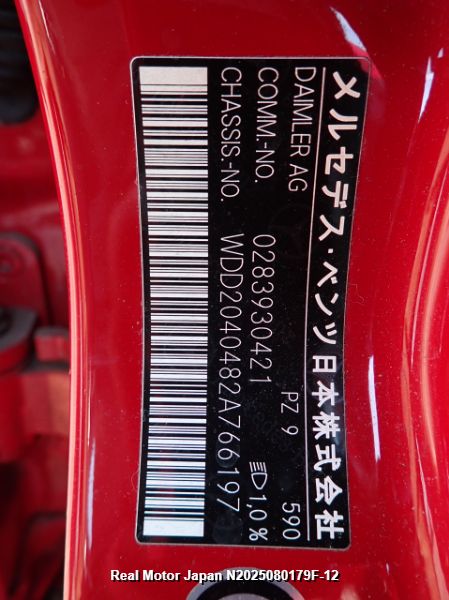 メルセデス・ベンツ日本株式会社
DAIMLER AG 590
COMM.-NO. 0283930421 PZ 9
CHASSIS.-NO. WDD2040482A766197 1,0%
Real Motor Japan N2025080179F-12